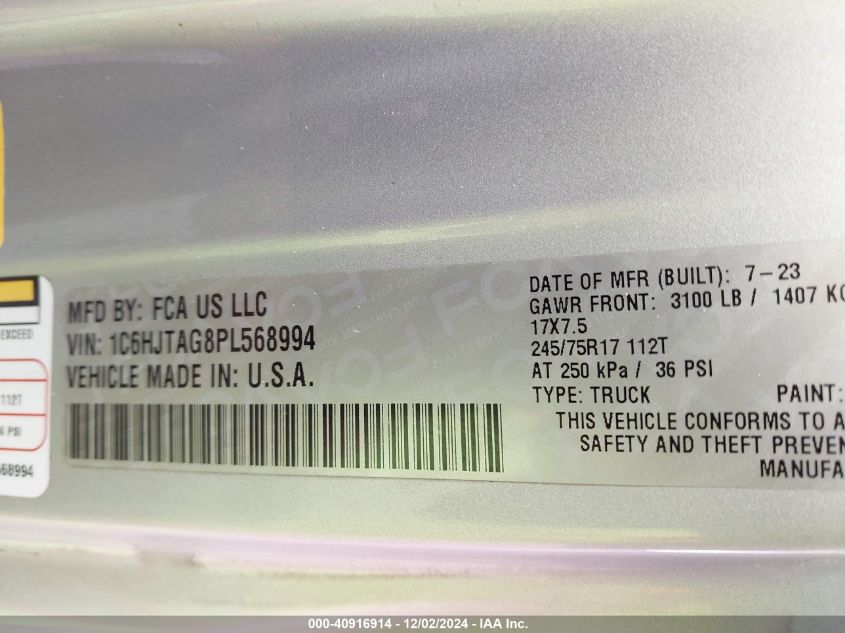 MFD BY: FCA US LLC
VIN: 1C6HJTAG8PL568994
VEHICLE MADE IN: U.S.A.
DATE OF MFR (BUILT): 7-23
GAWR FRONT: 3100 LB / 1407 KG
17X7.5
245/75R17 112T
AT 250 kPa / 36 PSI
TYPE: TRUCK PAINT:
THIS VEHICLE CONFORMS TO A
SAFETY AND THEFT PREVEN
MANUFA
EXCEED
112T
6 PSI
568994
000-40916914 - 12/02/2024 - IAA Inc.